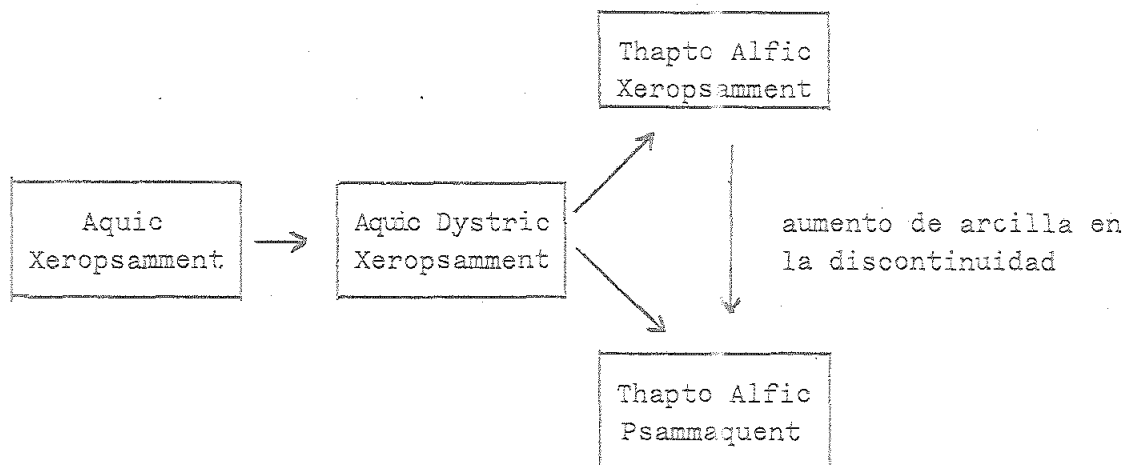 Thapto Alfic
Xeropsamment
Aquic
Xeropsamment
Aquic Dystric
Xeropsamment
aumento de arcilla en
la discontinuidad
Thapto Alfic
Psammaquent